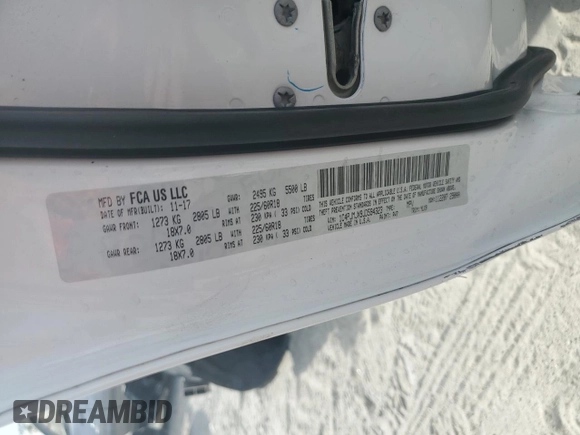 MFD BY FCA US LLC
DATE OF MFR(BUILT): 11-17 GVWR: 2495 KG 5500 LB
GAWR FRONT: 1273 KG 2805 LB WITH 225/60R18 TIRES
18X7.0 RIMS AT 230 KPA ( 33 PSI) COLD
GAWR REAR: 1273 KG 2805 LB WITH 225/60R18 TIRES
18X7.0 RIMS AT 230 KPA ( 33 PSI) COLD
THIS VEHICLE CONFORMS TO ALL APPLICABLE U.S.A. FEDERAL MOTOR VEHICLE SAFETY AND
THEFT PREVENTION STANDARDS IN EFFECT ON THE DATE OF MANUFACTURE SHOWN ABOVE.
VIN:
VEHICLE MADE IN U.S.A. PAINT:
DREAMBID